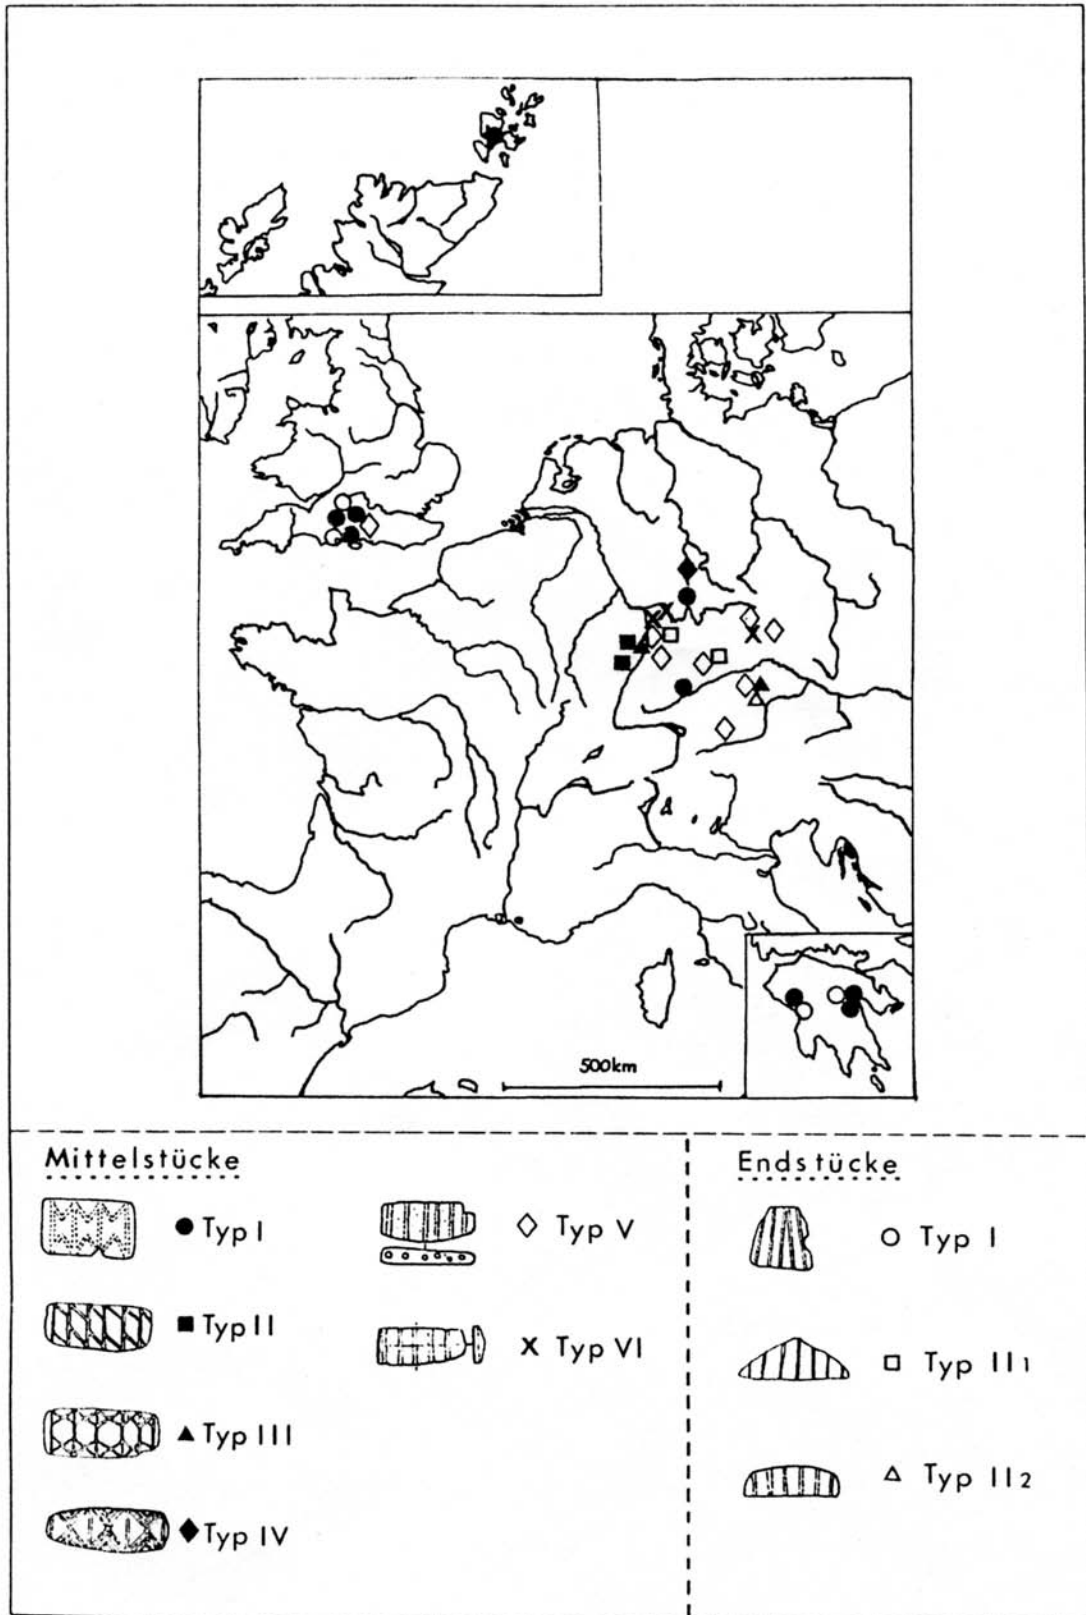 500km
Mittelstücke
Typ I
Typ II
Typ III
Typ IV
Typ V
Typ VI
Endstücke
Typ I
Typ II1
Typ II2